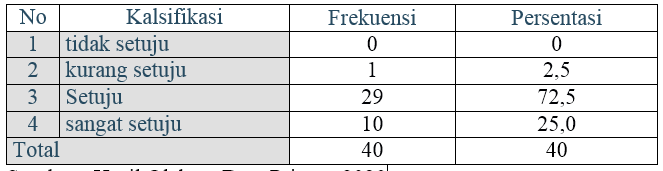 No Kalsifikasi Frekuensi Persentasi
1 tidak setuju 0 0
2 kurang setuju 1 2,5
3 Setuju 29 72,5
4 sangat setuju 10 25,0
Total 40 40